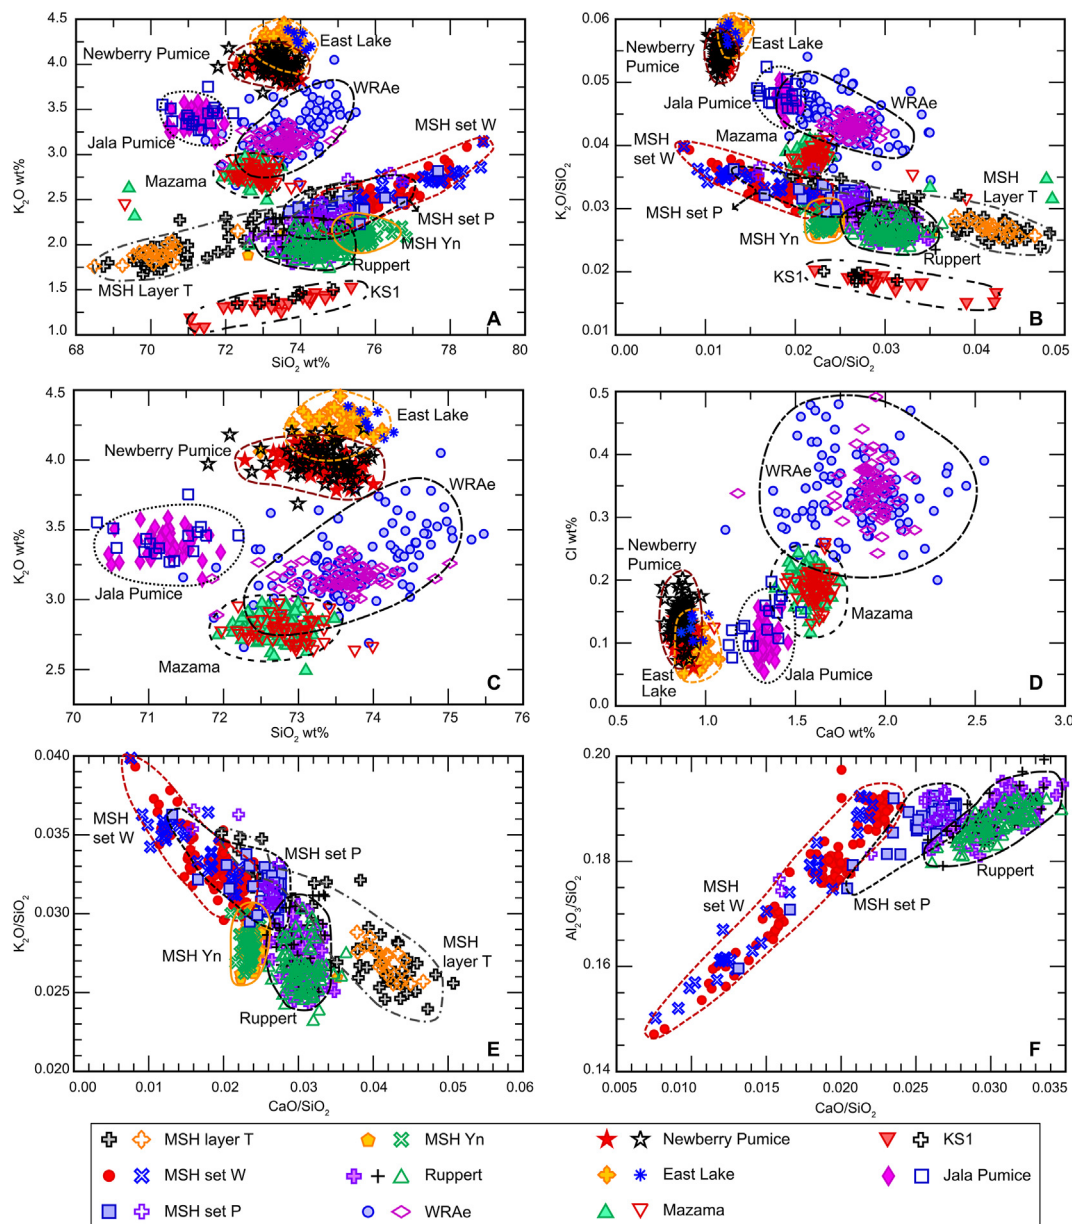 4.5
4.0
3.5
3.0
2.5
2.0
1.5
1.0
K₂O wt%
Newberry Pumice
East Lake
WRAe
MSH set W
Jala Pumice
Mazama
MSH set P
MSH Yn
MSH Layer T
Ruppert
KS1
A
68 70 72 74 76 78 80
SiO₂ wt%
0.06
0.05
0.04
0.03
0.02
0.01
K₂O/SiO₂
East Lake
Newberry
Pumice
Jala Pumice
WRAe
MSH
set W
Mazama
MSH
Layer T
MSH set P
MSH Yn
Ruppert
KS1
B
0.00 0.01 0.02 0.03 0.04 0.05
CaO/SiO₂
4.5
4.0
3.5
3.0
2.5
K₂O wt%
East Lake
Newberry Pumice
WRAe
Jala Pumice
Mazama
C
70 71 72 73 74 75 76
SiO₂ wt%
0.5
0.4
0.3
0.2
0.1
0.0
Cl wt%
WRAe
Newberry
Pumice
Mazama
East
Lake
Jala Pumice
D
0.5 1.0 1.5 2.0 2.5 3.0
CaO wt%
0.040
0.035
0.030
0.025
0.020
K₂O/SiO₂
MSH
set W
MSH set P
MSH Yn
MSH
layer T
Ruppert
E
0.00 0.01 0.02 0.03 0.04 0.05 0.06
CaO/SiO₂
0.20
0.18
0.16
0.14
Al₂O₃/SiO₂
Ruppert
MSH
set W
MSH set P
F
0.005 0.010 0.015 0.020 0.025 0.030 0.035
CaO/SiO₂
MSH layer T MSH Yn Newberry Pumice KS1
MSH set W Ruppert East Lake Jala Pumice
MSH set P WRAe Mazama